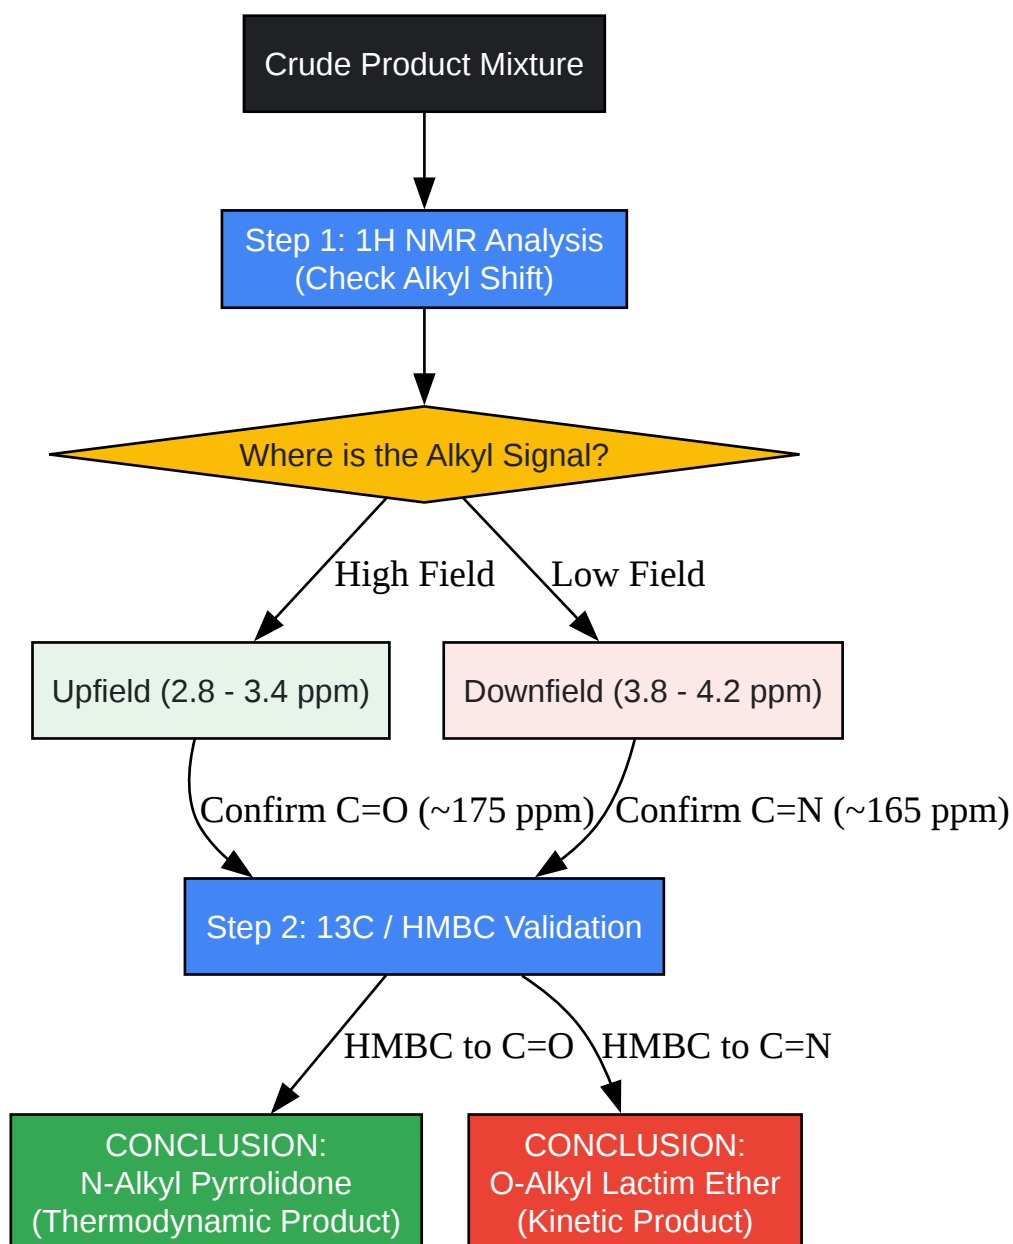 Crude Product Mixture
Step 1: 1H NMR Analysis
(Check Alkyl Shift)
Where is the Alkyl Signal?
High Field
Low Field
Upfield (2.8 - 3.4 ppm)
Downfield (3.8 - 4.2 ppm)
Confirm C=O (~175 ppm)
Confirm C=N (~165 ppm)
Step 2: 13C / HMBC Validation
HMBC to C=O
HMBC to C=N
CONCLUSION:
N-Alkyl Pyrrolidone
(Thermodynamic Product)
CONCLUSION:
O-Alkyl Lactim Ether
(Kinetic Product)